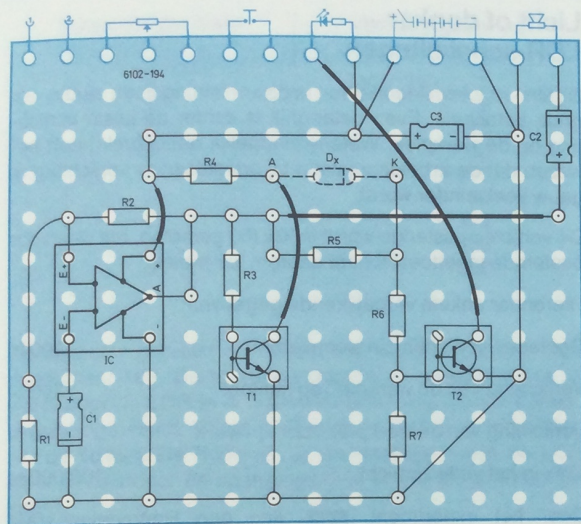 6102-194
C3
C2
R4
A
Dx
K
R2
R3
R5
R6
E+
+
A
E-
-
IC
T1
T2
R1
C1
R7